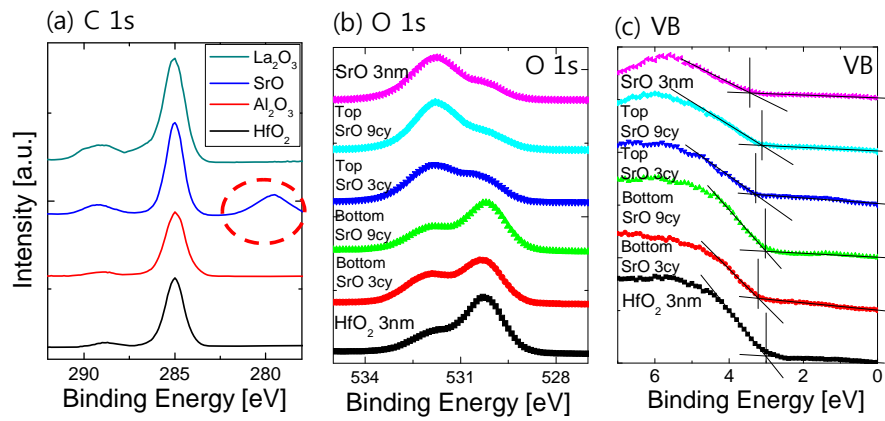 (a) C 1s
Intensity [a.u.]
La₂O₃
SrO
Al₂O₃
HfO₂
291 288 285 282 280
Binding Energy [eV]
(b) O 1s
O 1s
SrO 3nm
Top
SrO 9cy
Top
SrO 3cy
Bottom
SrO 9cy
Bottom
SrO 3cy
HfO₂ 3nm
534 531 528
Binding Energy [eV]
(c) VB
VB
SrO 3nm
Top
SrO 9cy
Top
SrO 3cy
Bottom
SrO 9cy
Bottom
SrO 3cy
HfO₂ 3nm
6 4 2 0
Binding Energy [eV]